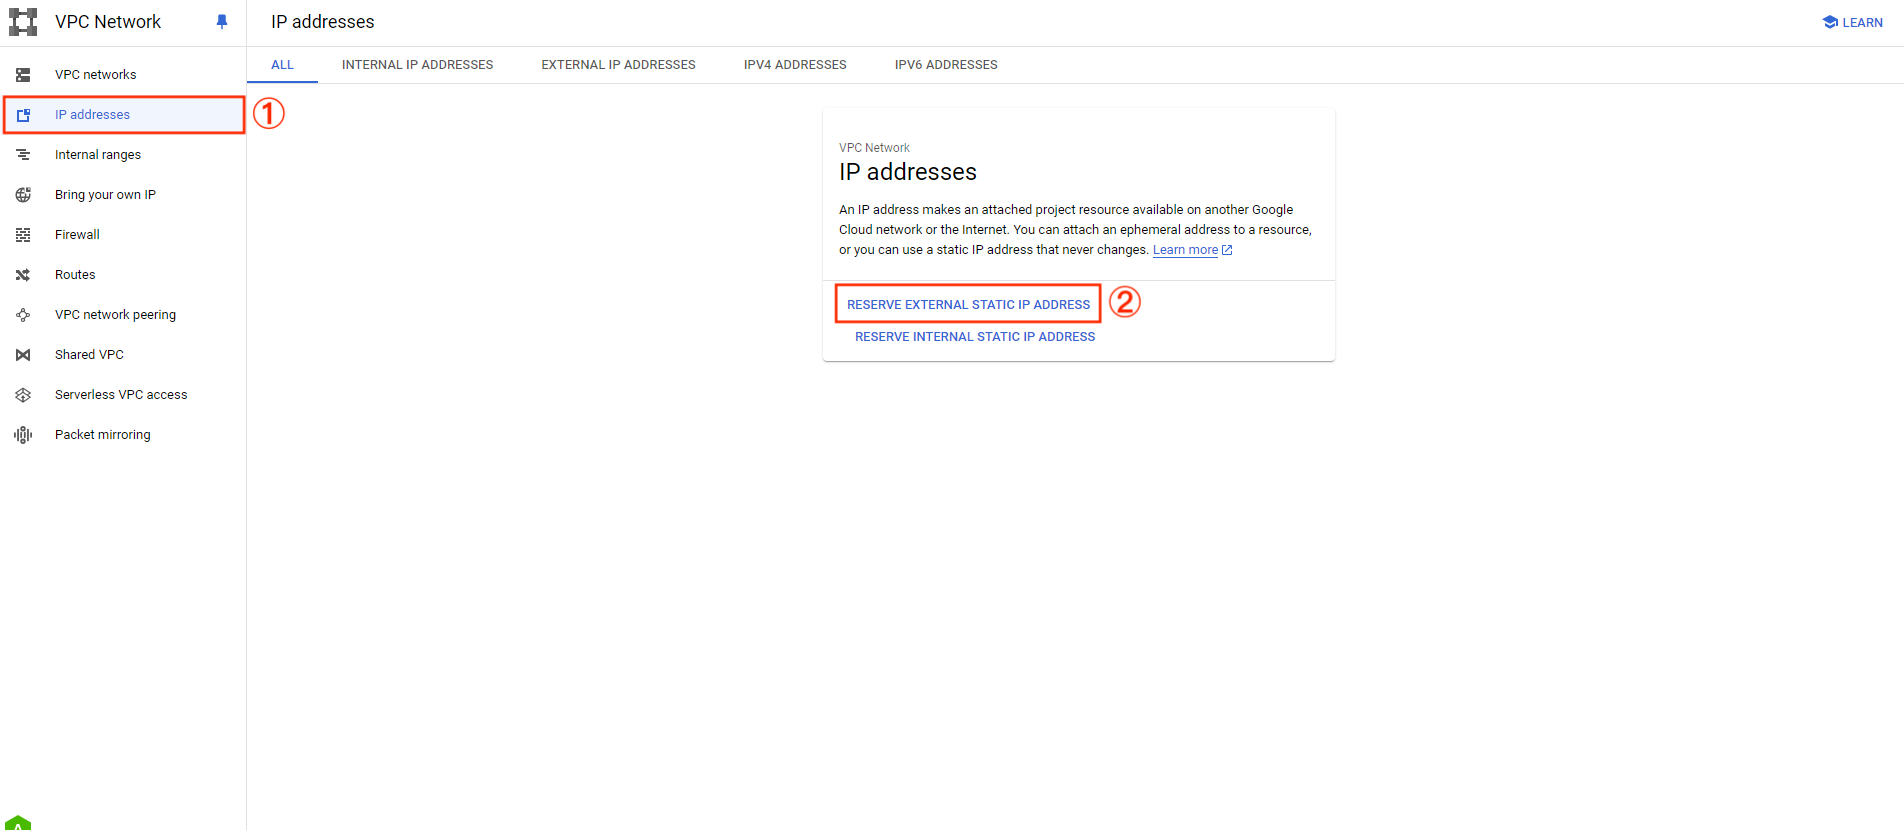 VPC Network
IP addresses
LEARN
VPC networks
IP addresses
①
Internal ranges
Bring your own IP
Firewall
Routes
VPC network peering
Shared VPC
Serverless VPC access
Packet mirroring
ALL
INTERNAL IP ADDRESSES
EXTERNAL IP ADDRESSES
IPV4 ADDRESSES
IPV6 ADDRESSES
VPC Network
IP addresses
An IP address makes an attached project resource available on another Google
Cloud network or the Internet. You can attach an ephemeral address to a resource,
or you can use a static IP address that never changes. Learn more
RESERVE EXTERNAL STATIC IP ADDRESS
②
RESERVE INTERNAL STATIC IP ADDRESS